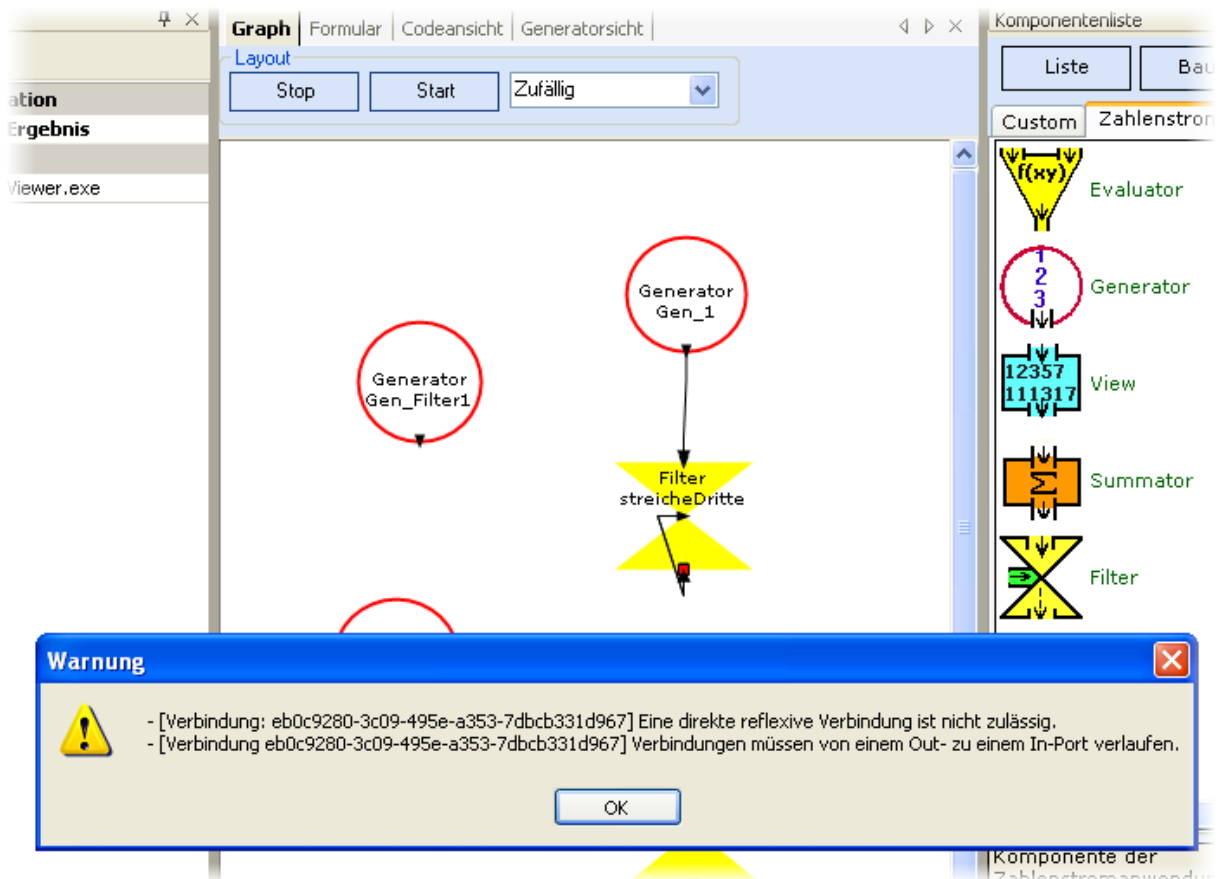 Graph Formular Codeansicht Generatorsicht
Komponentenliste
Layout
Stop Start Zufällig
Liste
Custom
ation
Ergebnis
Viewer.exe
f(xy)
Evaluator
1
2
3
Generator
12357
111317
View
Σ
Summator
Filter
Generator
Gen_1
Generator
Gen_Filter1
Filter
streicheDritte
Warnung
- [Verbindung: eb0c9280-3c09-495e-a353-7dbcb331d967] Eine direkte reflexive Verbindung ist nicht zulässig.
- [Verbindung eb0c9280-3c09-495e-a353-7dbcb331d967] Verbindungen müssen von einem Out- zu einem In-Port verlaufen.
OK
Komponente der